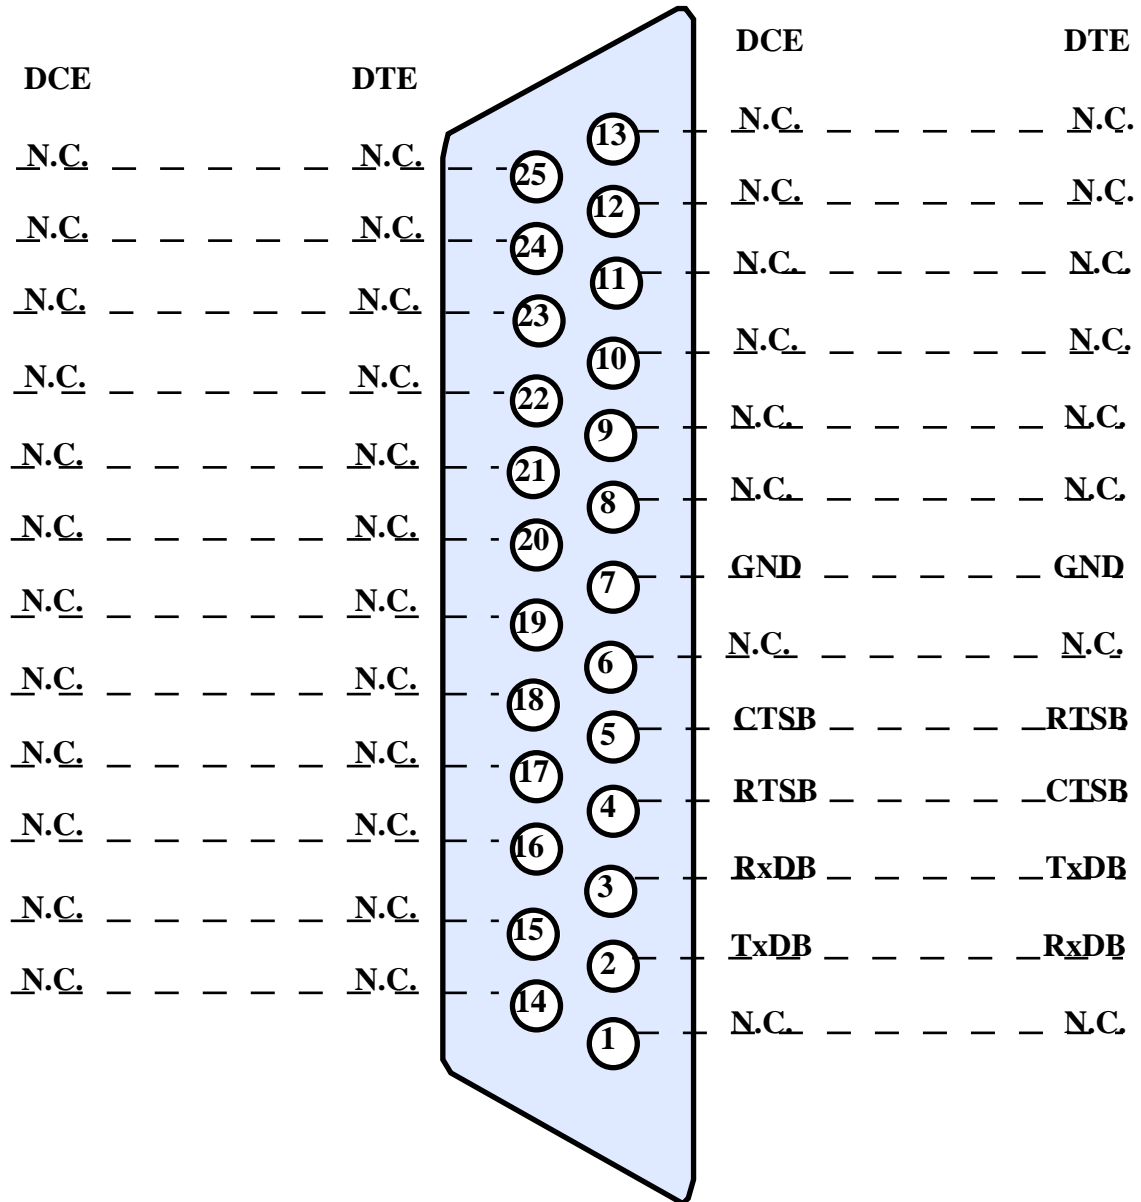 DCE DTE
DCE DTE
13 N.C. N.C.
N.C. N.C. 25
12 N.C. N.C.
N.C. N.C. 24
11 N.C. N.C.
N.C. N.C. 23
10 N.C. N.C.
N.C. N.C. 22
9 N.C. N.C.
N.C. N.C. 21
8 N.C. N.C.
N.C. N.C. 20
7 GND GND
N.C. N.C. 19
6 N.C. N.C.
N.C. N.C. 18
5 CTSB RTSB
N.C. N.C. 17
4 RTSB CTSB
N.C. N.C. 16
3 RxDB TxDB
N.C. N.C. 15
2 TxDB RxDB
N.C. N.C. 14
1 N.C. N.C.